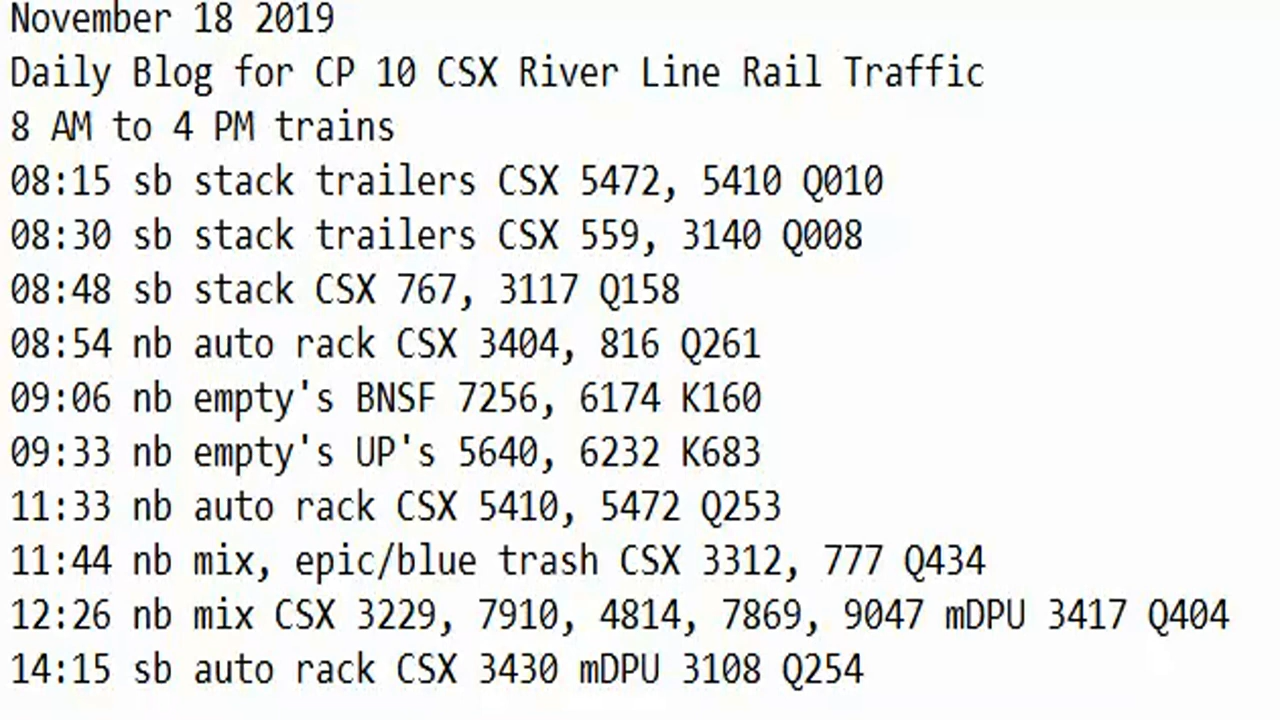 November 18 2019
Daily Blog for CP 10 CSX River Line Rail Traffic
8 AM to 4 PM trains
08:15 sb stack trailers CSX 5472, 5410 Q010
08:30 sb stack trailers CSX 559, 3140 Q008
08:48 sb stack CSX 767, 3117 Q158
08:54 nb auto rack CSX 3404, 816 Q261
09:06 nb empty's BNSF 7256, 6174 K160
09:33 nb empty's UP's 5640, 6232 K683
11:33 nb auto rack CSX 5410, 5472 Q253
11:44 nb mix, epic/blue trash CSX 3312, 777 Q434
12:26 nb mix CSX 3229, 7910, 4814, 7869, 9047 mDPU 3417 Q404
14:15 sb auto rack CSX 3430 mDPU 3108 Q254